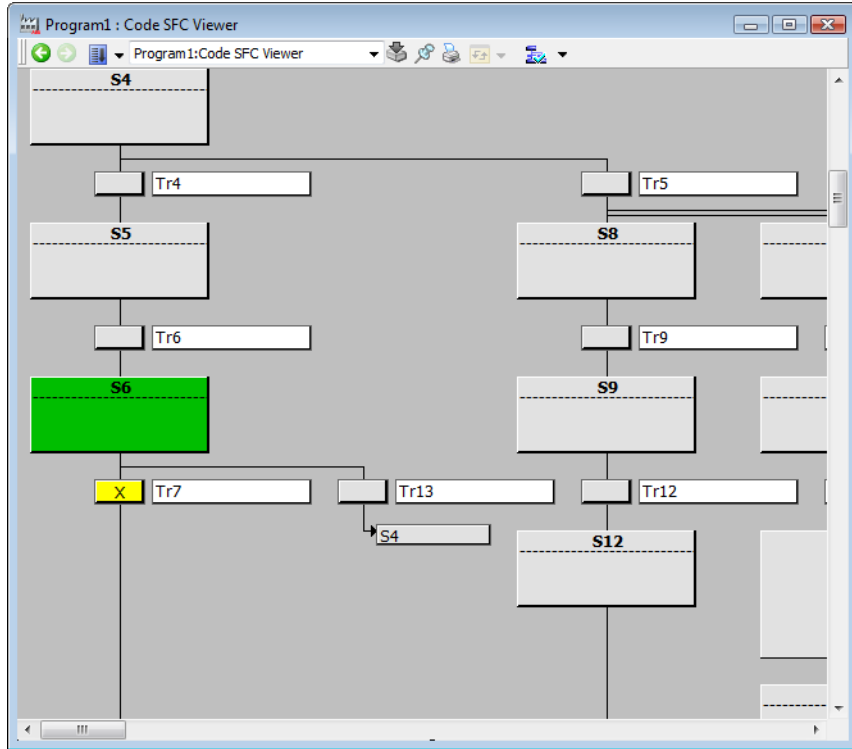 Program1 : Code SFC Viewer
Program1:Code SFC Viewer
S4
Tr4
Tr5
S5
S8
Tr6
Tr9
S6
S9
X
Tr7
Tr13
Tr12
S4
S12